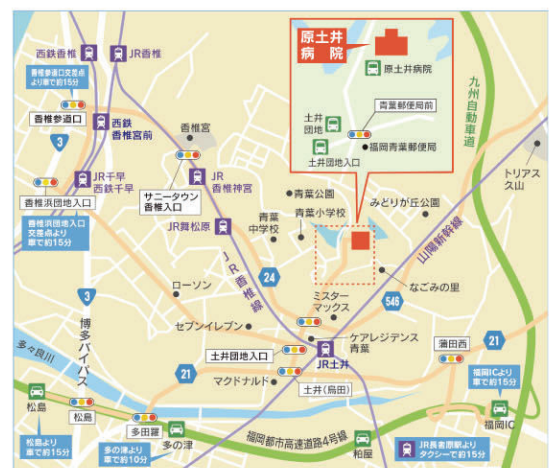 西鉄香椎
JR香椎
香椎参道口交差点
より車で約15分
香椎参道口
西鉄
香椎宮前
3
香椎宮
JR千早
西鉄千早
サニータウン
香椎入口
JR
香椎神宮
香椎浜団地入口
香椎浜団地入口
交差点より
車で約15分
JR舞松原
原土井
病院
原土井病院
青葉郵便局前
土井
団地
福岡青葉郵便局
土井団地入口
九州自動車道
トリアス
久山
青葉公園
みどりが丘公園
青葉小学校
青葉
中学校
山陽新幹線
JR香椎線
24
なごみの里
546
ローソン
3
ミスター
マックス
セブンイレブン
ケアレジデンス
青葉
蒲田西
21
博多バイパス
多々良川
土井団地入口
JR土井
21
マクドナルド
土井(鳥田)
福岡ICより
車で約15分
松島
松島
多田羅
多の津
福岡都市高速道路4号線
粕屋
福岡IC
松島より
車で約15分
多の津より
車で約10分
JR長者原駅より
タクシーで約15分